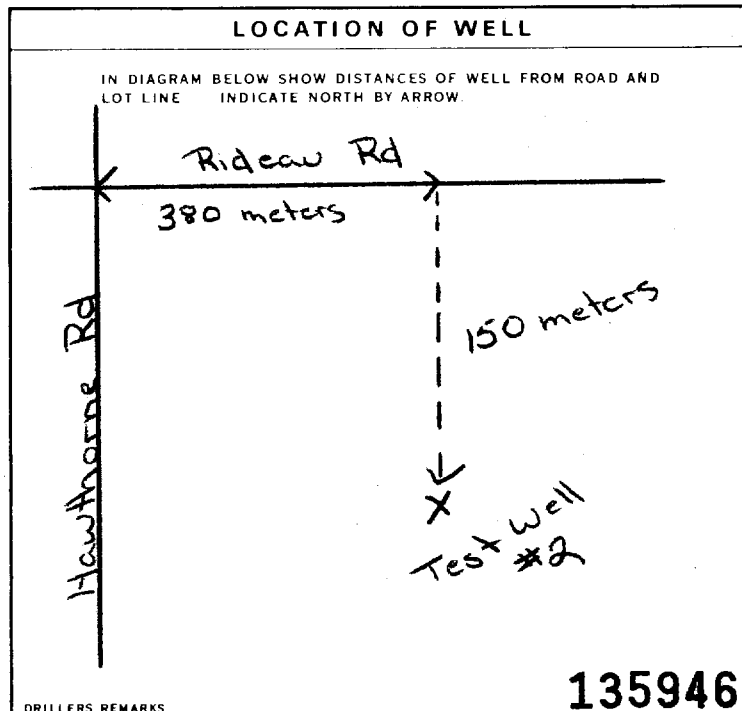 LOCATION OF WELL
IN DIAGRAM BELOW SHOW DISTANCES OF WELL FROM ROAD AND
LOT LINE INDICATE NORTH BY ARROW.
Rideau Rd
380 meters
150 meters
Hawthorne Rd
X
Test Well
#2
135946
DRILLERS REMARKS